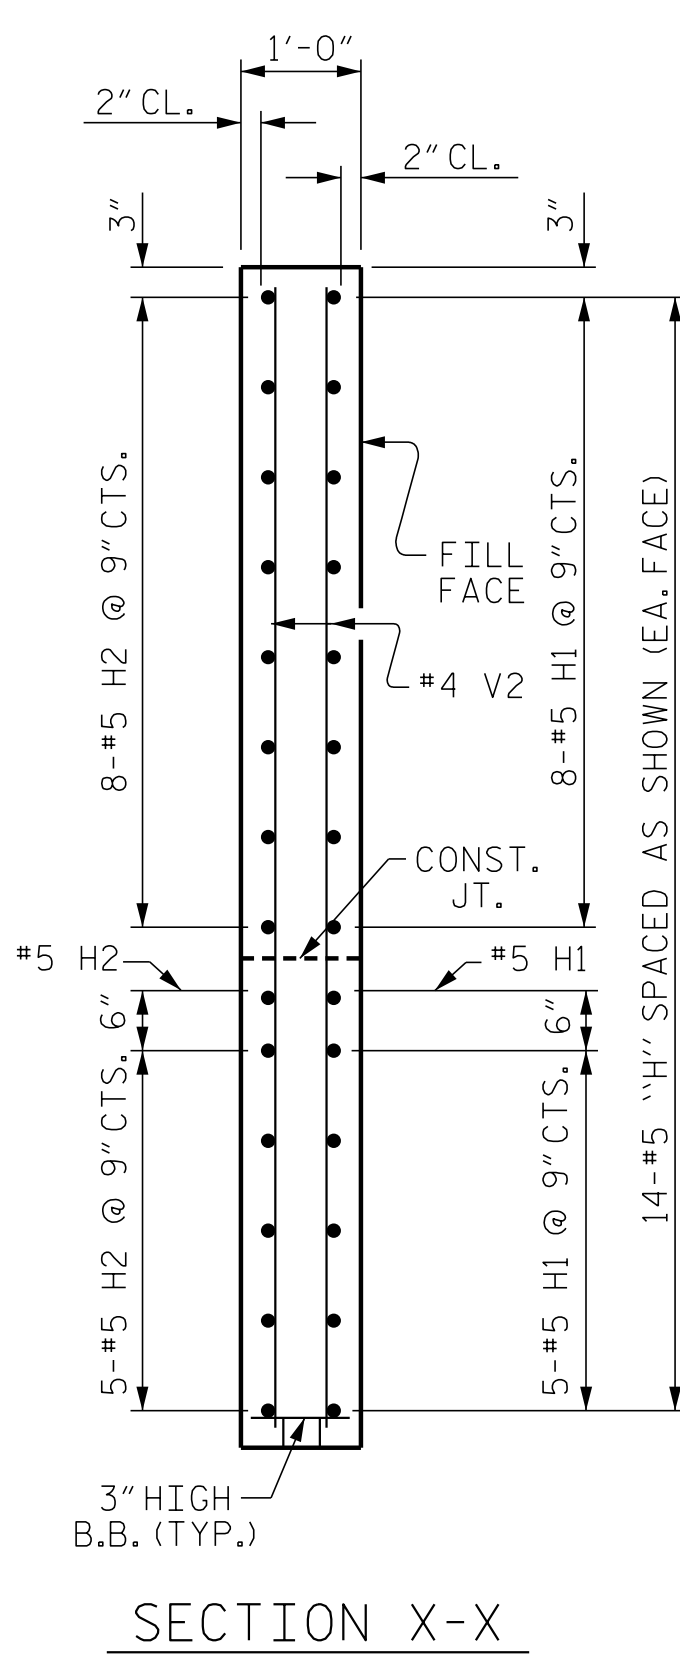 1'-0"
2" CL.
2" CL.
3"
3"
8-#5 H2 @ 9" CTS.
8-#5 H1 @ 9" CTS.
14-#5 ``H'' SPACED AS SHOWN (EA. FACE)
FILL
FACE
#4 V2
CONST.
JT.
#5 H2
#5 H1
6"
6"
5-#5 H2 @ 9" CTS.
5-#5 H1 @ 9" CTS.
3" HIGH
B.B. (TYP.)
SECTION X-X